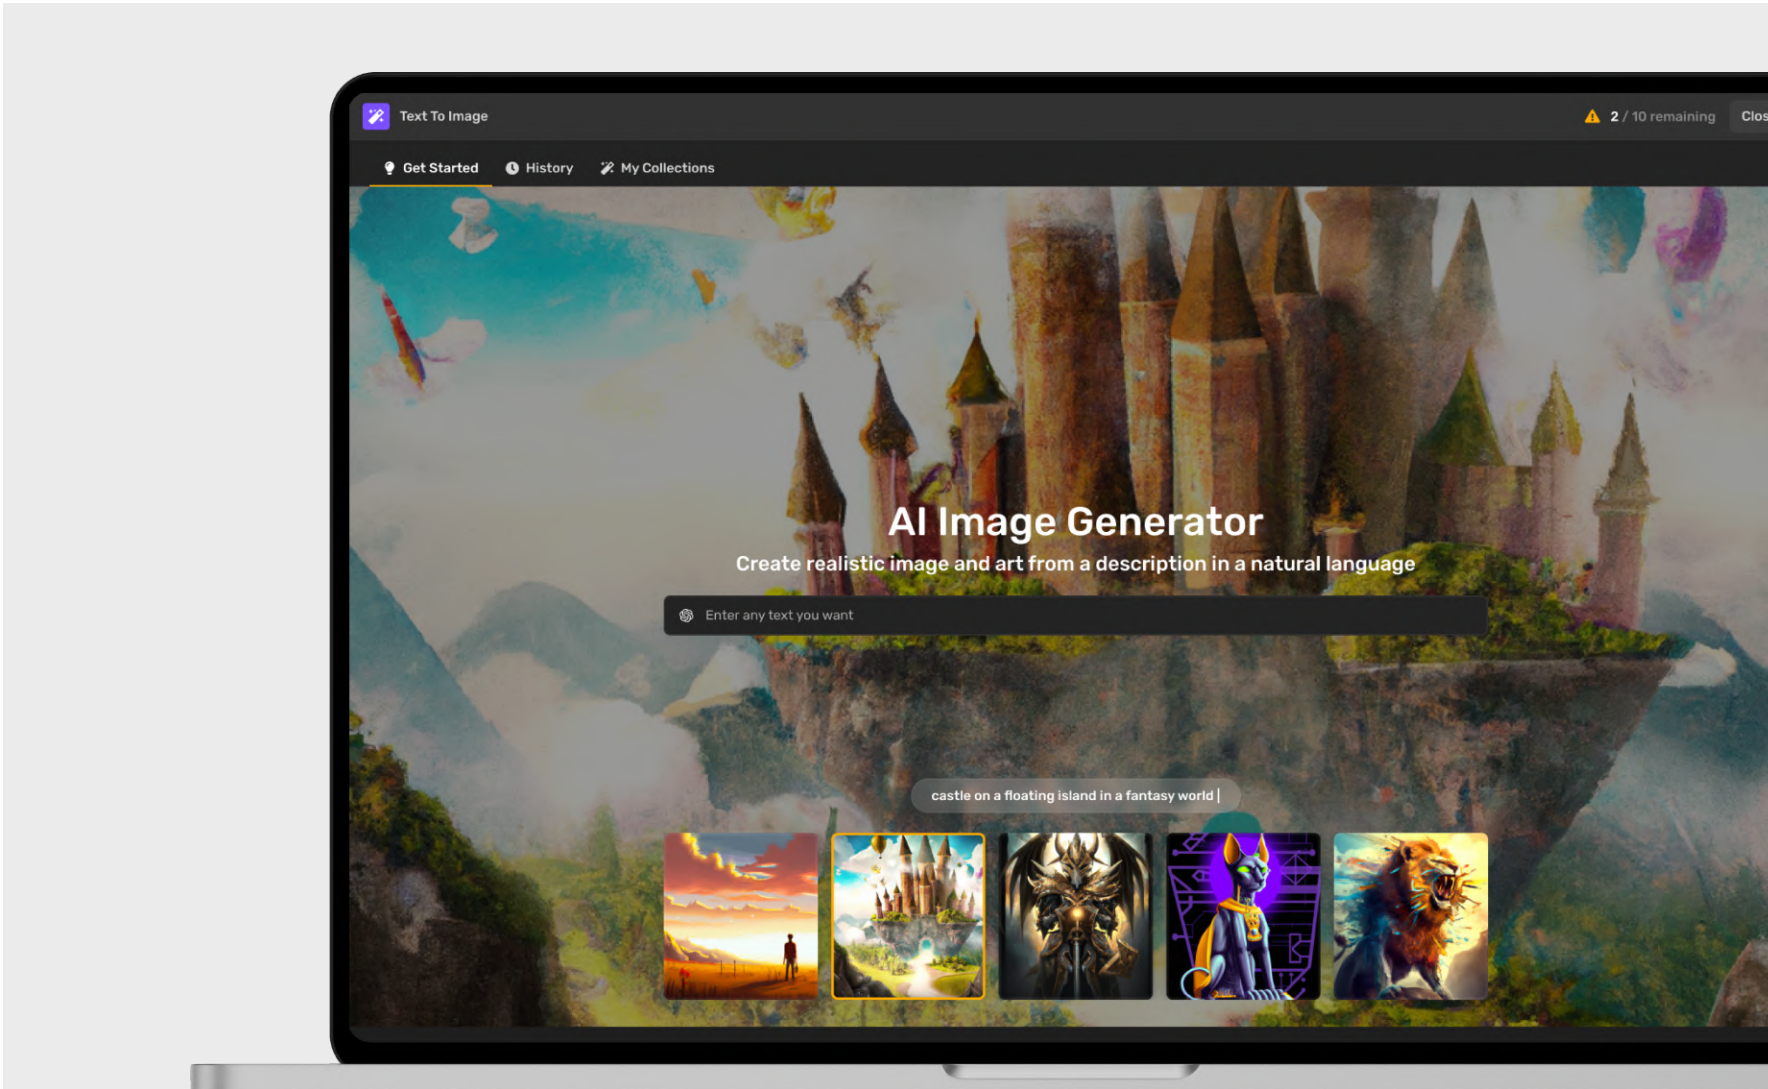 Text To Image
2 / 10 remaining
Clos
Get Started
History
My Collections
AI Image Generator
Create realistic image and art from a description in a natural language
Enter any text you want
castle on a floating island in a fantasy world |